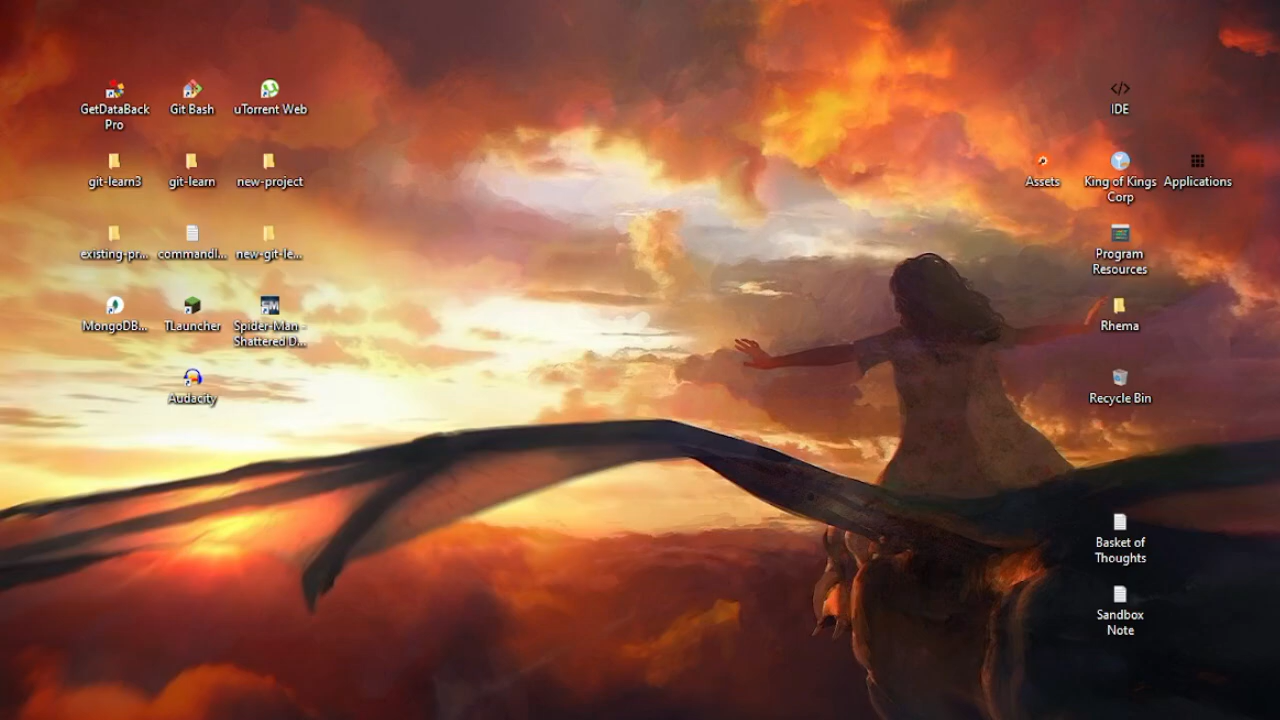 GetDataBack
Pro
Git Bash
uTorrent Web
git-learn3
git-learn
new-project
existing-pr...
commandl...
new-git-le...
MongoDB...
TLauncher
Spider-Man -
Shattered D...
Audacity
IDE
Assets
King of Kings
Corp
Applications
Program
Resources
Rhema
Recycle Bin
Basket of
Thoughts
Sandbox
Note